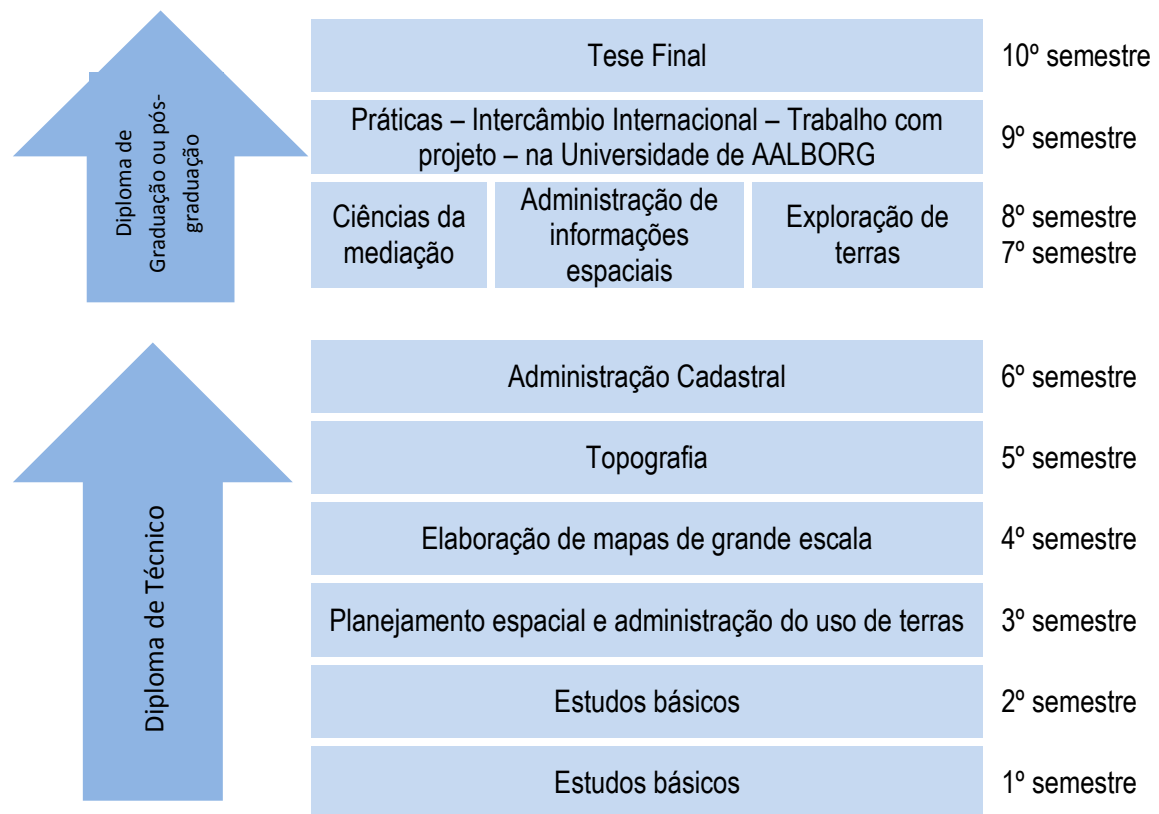 Tese Final
10º semestre
Práticas – Intercâmbio Internacional – Trabalho com
projeto – na Universidade de AALBORG
9º semestre
Diploma de
Graduação ou pós-
graduação
Ciências da
mediação
Administração de
informações
espaciais
Exploração de
terras
8º semestre
7º semestre
Administração Cadastral
6º semestre
Topografia
5º semestre
Elaboração de mapas de grande escala
4º semestre
Diploma de Técnico
Planejamento espacial e administração do uso de terras
3º semestre
Estudos básicos
2º semestre
Estudos básicos
1º semestre